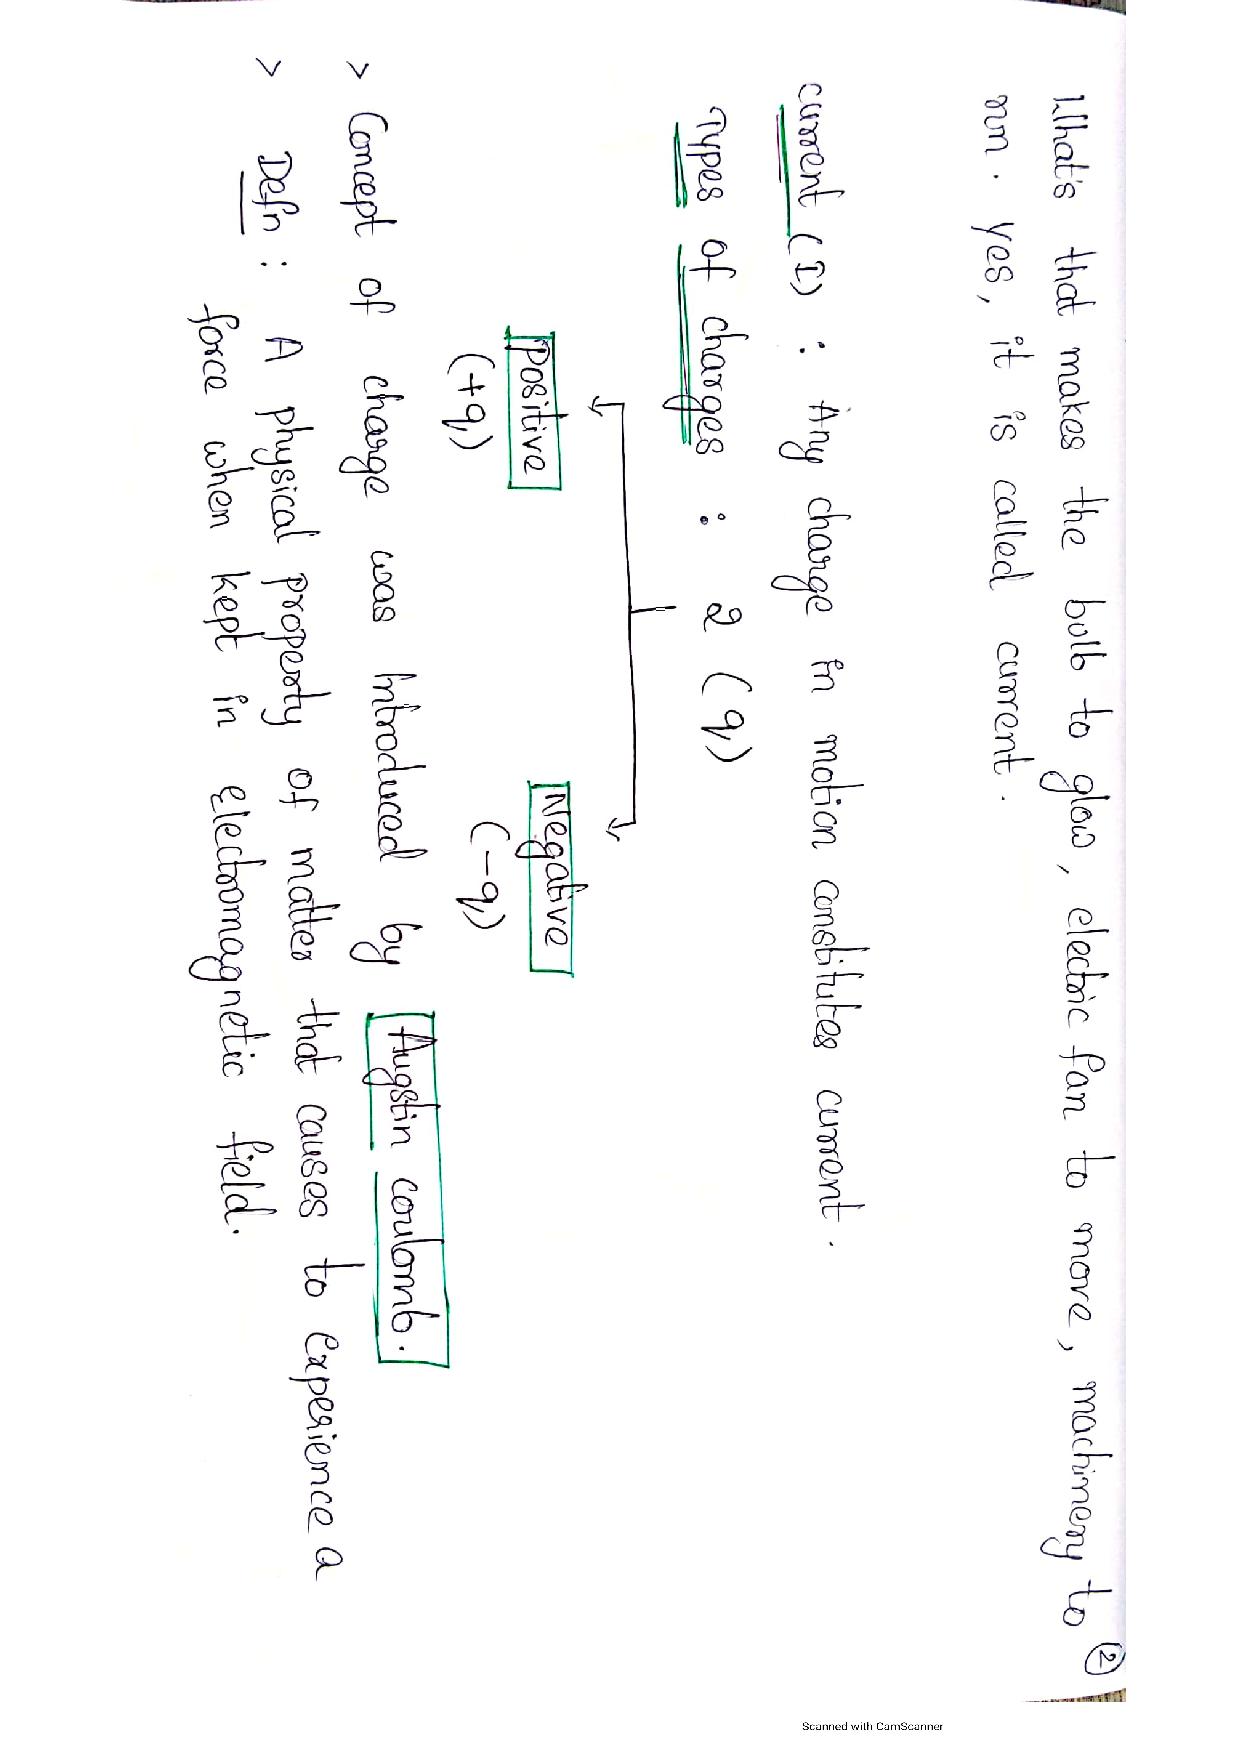 What's that makes the bulb to glow, electric fan to move, machinery to
②
run. yes, it is called current.
current (I) : Any charge in motion constitutes current.
Types of charges : 2 (q)
Positive
Negative
(+q)
(-q)
> Concept of charge was Introduced by Augstin coulomb.
> Defn : A physical property of matter that causes to experience a
force when kept in electromagnetic field.
Scanned with CamScanner